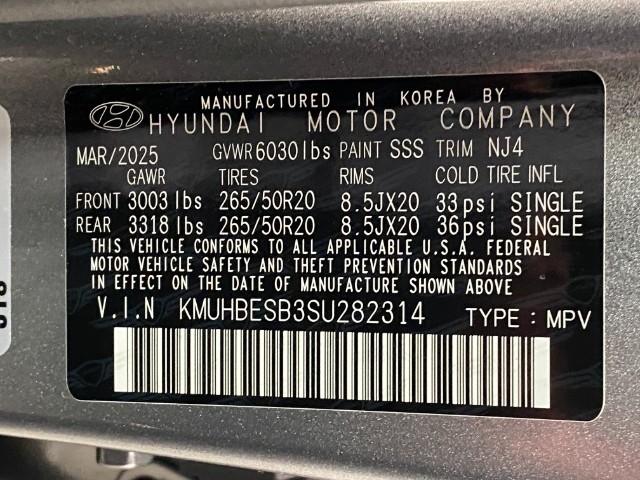 MANUFACTURED IN KOREA BY
HYUNDAI MOTOR COMPANY
MAR/2025 GVWR 6030 lbs PAINT SSS TRIM NJ4
GAWR TIRES RIMS COLD TIRE INFL
FRONT 3003 lbs 265/50R20 8.5JX20 33psi SINGLE
REAR 3318 lbs 265/50R20 8.5JX20 36psi SINGLE
THIS VEHICLE CONFORMS TO ALL APPLICABLE U.S.A. FEDERAL
MOTOR VEHICLE SAFETY AND THEFT PREVENTION STANDARDS
IN EFFECT ON THE DATE OF MANUFACTURE SHOWN ABOVE
V.I.N KMUHBESB3SU282314 TYPE : MPV